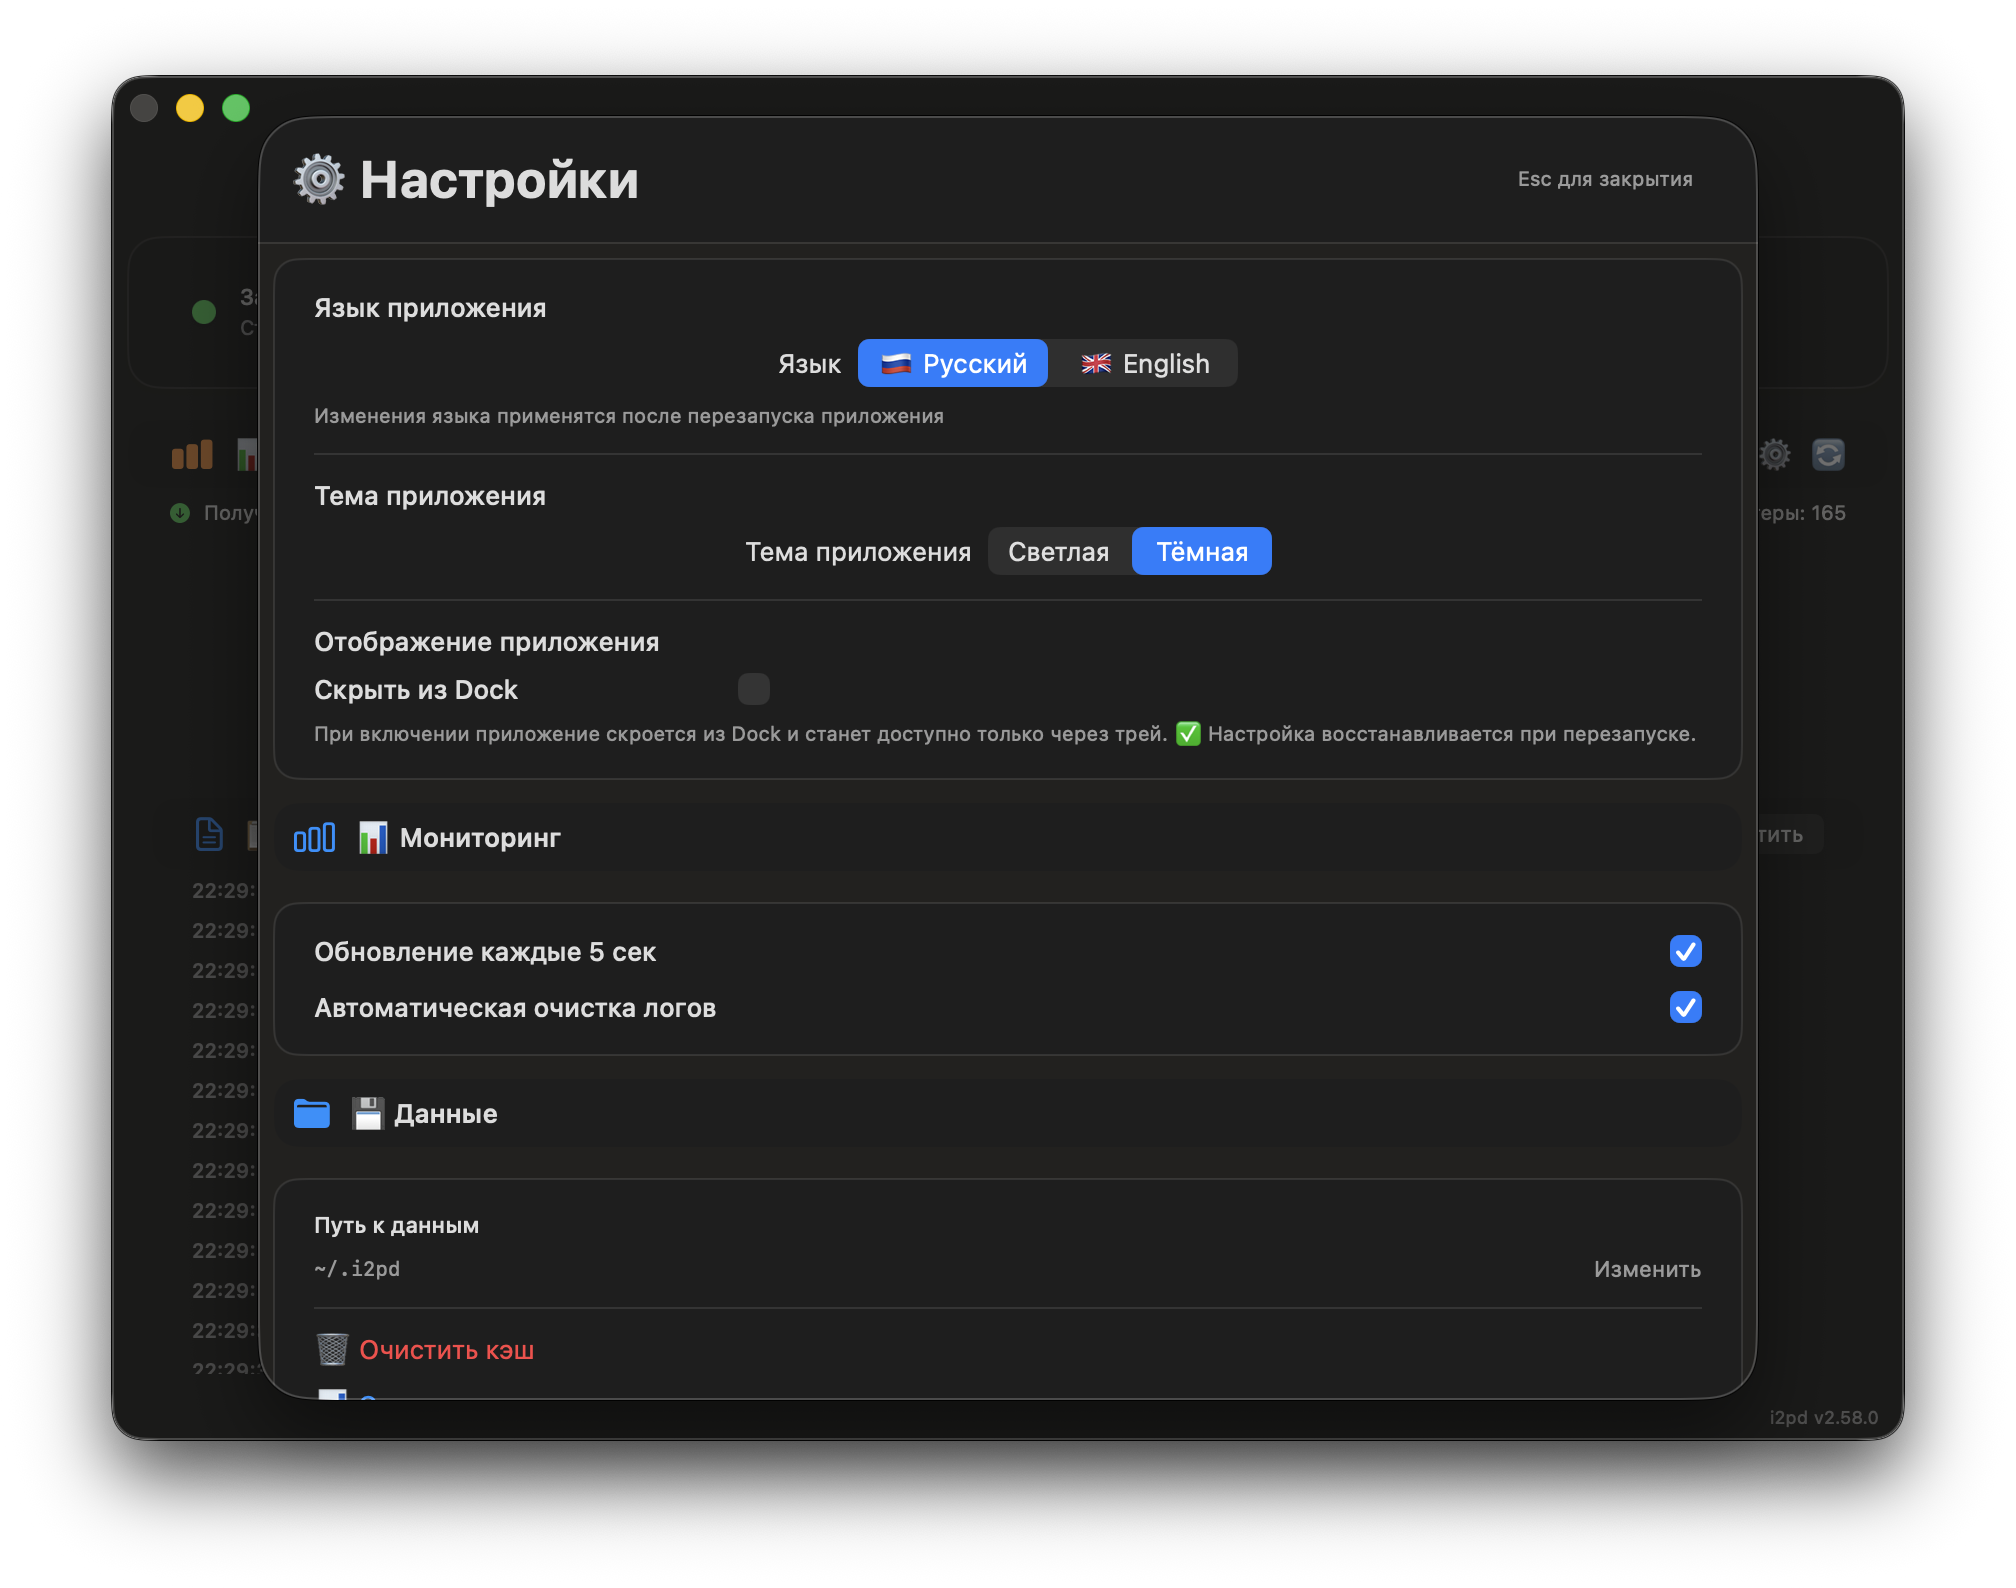 Настройки
Esc для закрытия
Язык приложения
Язык Русский English
Изменения языка применятся после перезапуска приложения
Тема приложения
Тема приложения Светлая Тёмная
Отображение приложения
Скрыть из Dock
При включении приложение скроется из Dock и станет доступно только через трей. ✅ Настройка восстанавливается при перезапуске.
165
Мониторинг
Обновление каждые 5 сек
Автоматическая очистка логов
Данные
Путь к данным
~/.i2pd
Изменить
Очистить кэш
22:29:
22:29:
22:29:
22:29:
22:29:
22:29:
22:29:
22:29:
22:29:
22:29:
22:29:
22:29:
22:29:
i2pd v2.58.0